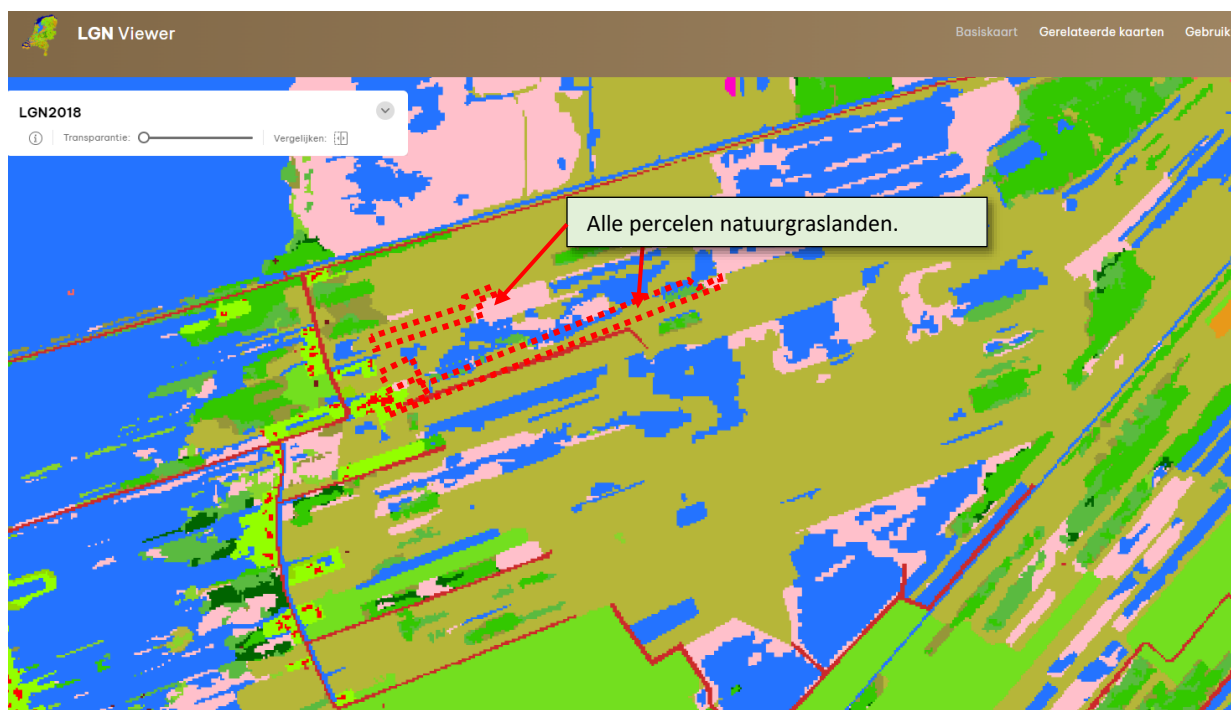 LGN Viewer
Basiskaart Gerelateerde kaarten Gebruik
LGN2018
Transparantie: Vergelijken:
Alle percelen natuurgraslanden.